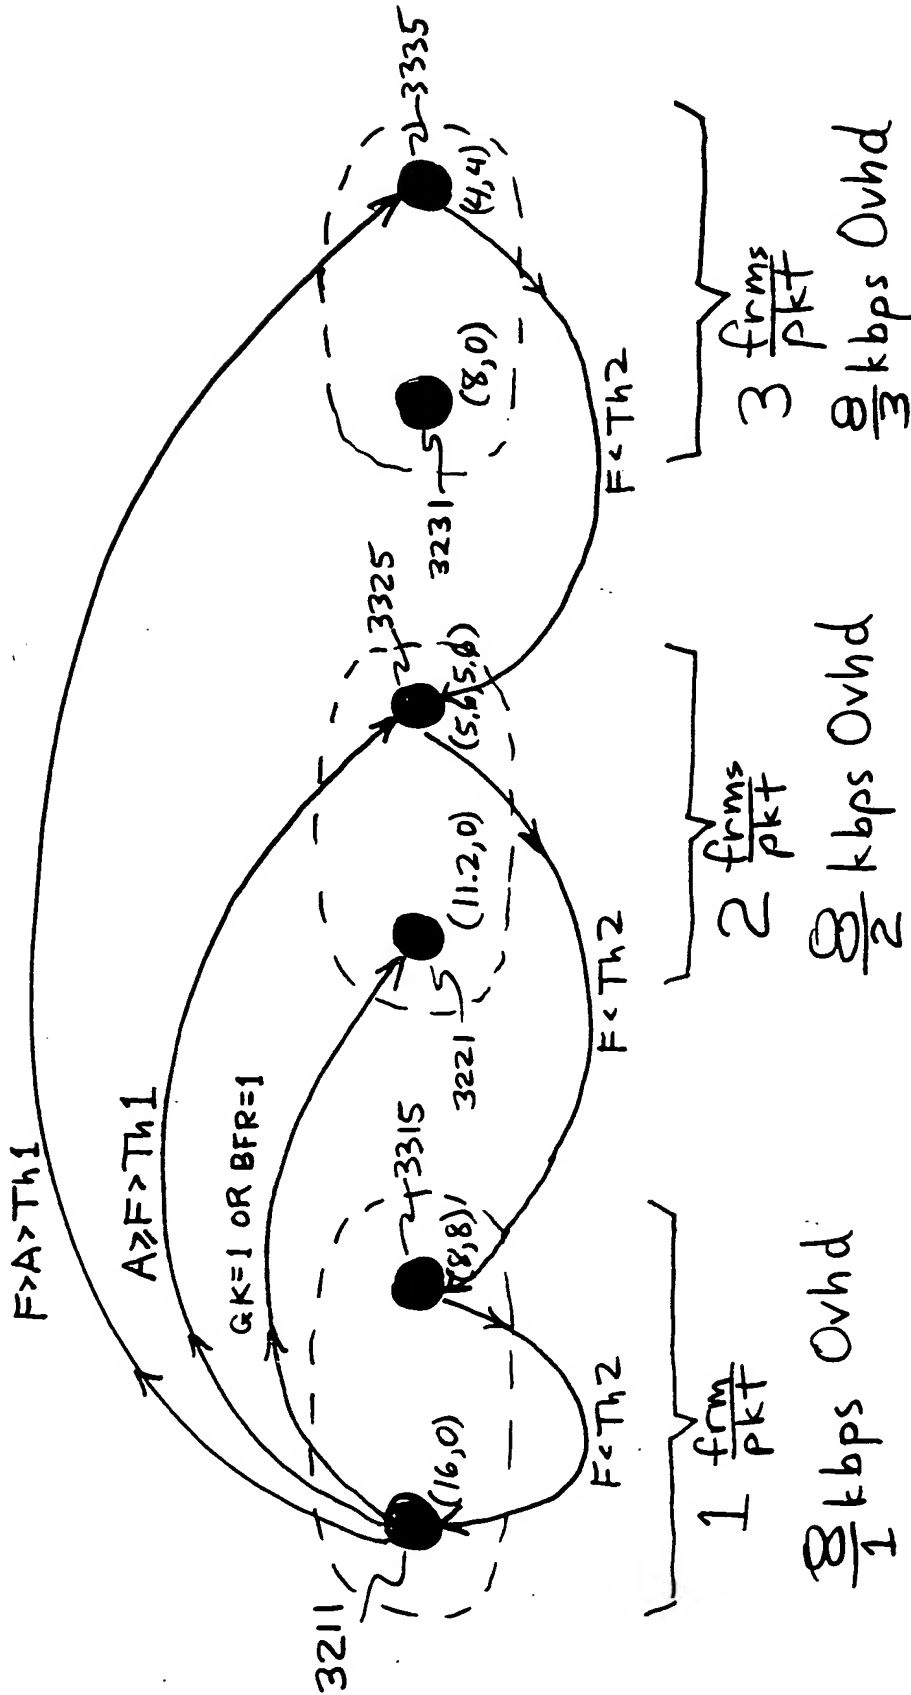 F>A>Th1
A≥F>Th1
GK=1 OR BFR=1
3211
3315
3221
3325
3231
3335
(16,0)
(8,8)
(11.2,0)
(5.6,5.6)
(8,0)
(4,4)
F<Th2
F<Th2
F<Th2
1 frm/pkt
8/1 kbps Ovhd
2 frms/pkt
8/2 kbps Ovhd
3 frms/pkt
8/3 kbps Ovhd